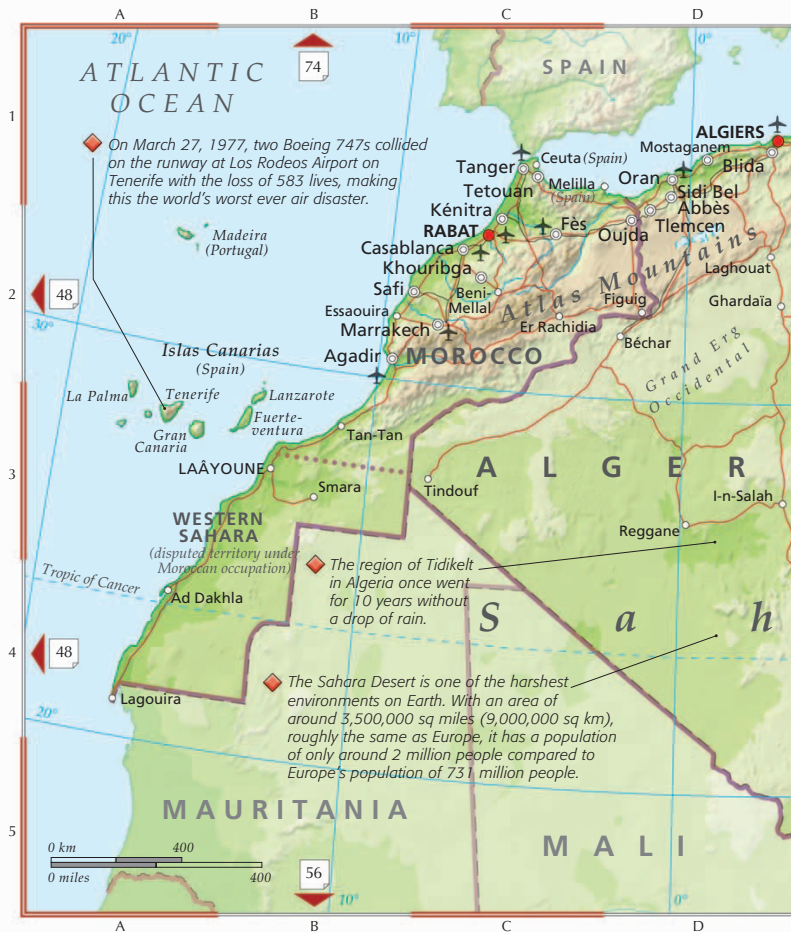 A
B
C
D
20°
10°
0°
74
ATLANTIC
OCEAN
SPAIN
1
On March 27, 1977, two Boeing 747s collided
on the runway at Los Rodeos Airport on
Tenerife with the loss of 583 lives, making
this the world's worst ever air disaster.
ALGIERS
Mostaganem
Blida
Ceuta (Spain)
Tanger
Tetouán
Melilla
(Spain)
Oran
Sidi Bel
Abbès
Tlemcen
Kénitra
RABAT
Fès
Oujda
Casablanca
Khouribga
Madeira
(Portugal)
2
48
Safi
Beni-
Mellal
Atlas Mountains
Laghouat
Ghardaïa
Figuig
Essaouira
Marrakech
Er Rachidia
Béchar
30°
Agadir
MOROCCO
Grand Erg
Occidental
Islas Canarias
(Spain)
La Palma
Tenerife
Lanzarote
Fuerte-
ventura
Gran
Canaria
Tan-Tan
3
LAÂYOUNE
Smara
Tindouf
ALGER
I-n-Salah
Reggane
WESTERN
SAHARA
(disputed territory under
Moroccan occupation)
The region of Tidikelt
in Algeria once went
for 10 years without
a drop of rain.
Tropic of Cancer
Ad Dakhla
Sah
4
48
The Sahara Desert is one of the harshest
environments on Earth. With an area of
around 3,500,000 sq miles (9,000,000 sq km),
roughly the same as Europe, it has a population
of only around 2 million people compared to
Europe's population of 731 million people.
Lagouira
20°
MAURITANIA
MALI
5
0 km 400
0 miles 400
56
10°
0°
A
B
C
D